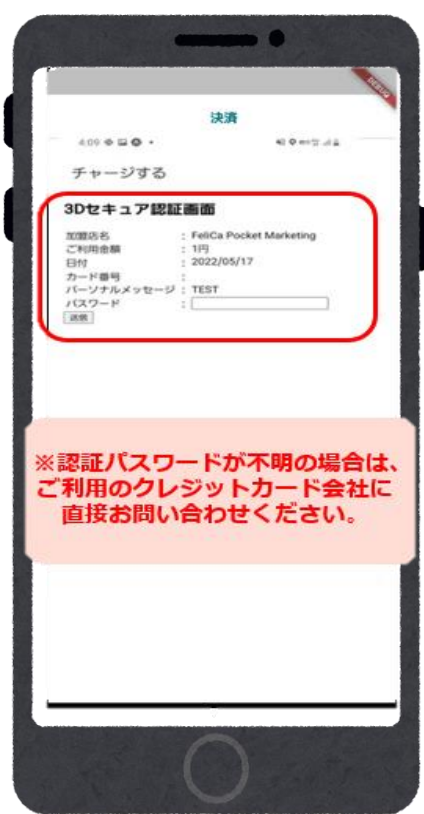 DEBUG
決済
4:09
チャージする
3Dセキュア認証画面
加盟店名 : FeliCa Pocket Marketing
ご利用金額 : 1円
日付 : 2022/05/17
カード番号 :
パーソナルメッセージ : TEST
パスワード :
送信
※認証パスワードが不明の場合は、
ご利用のクレジットカード会社に
直接お問い合わせください。